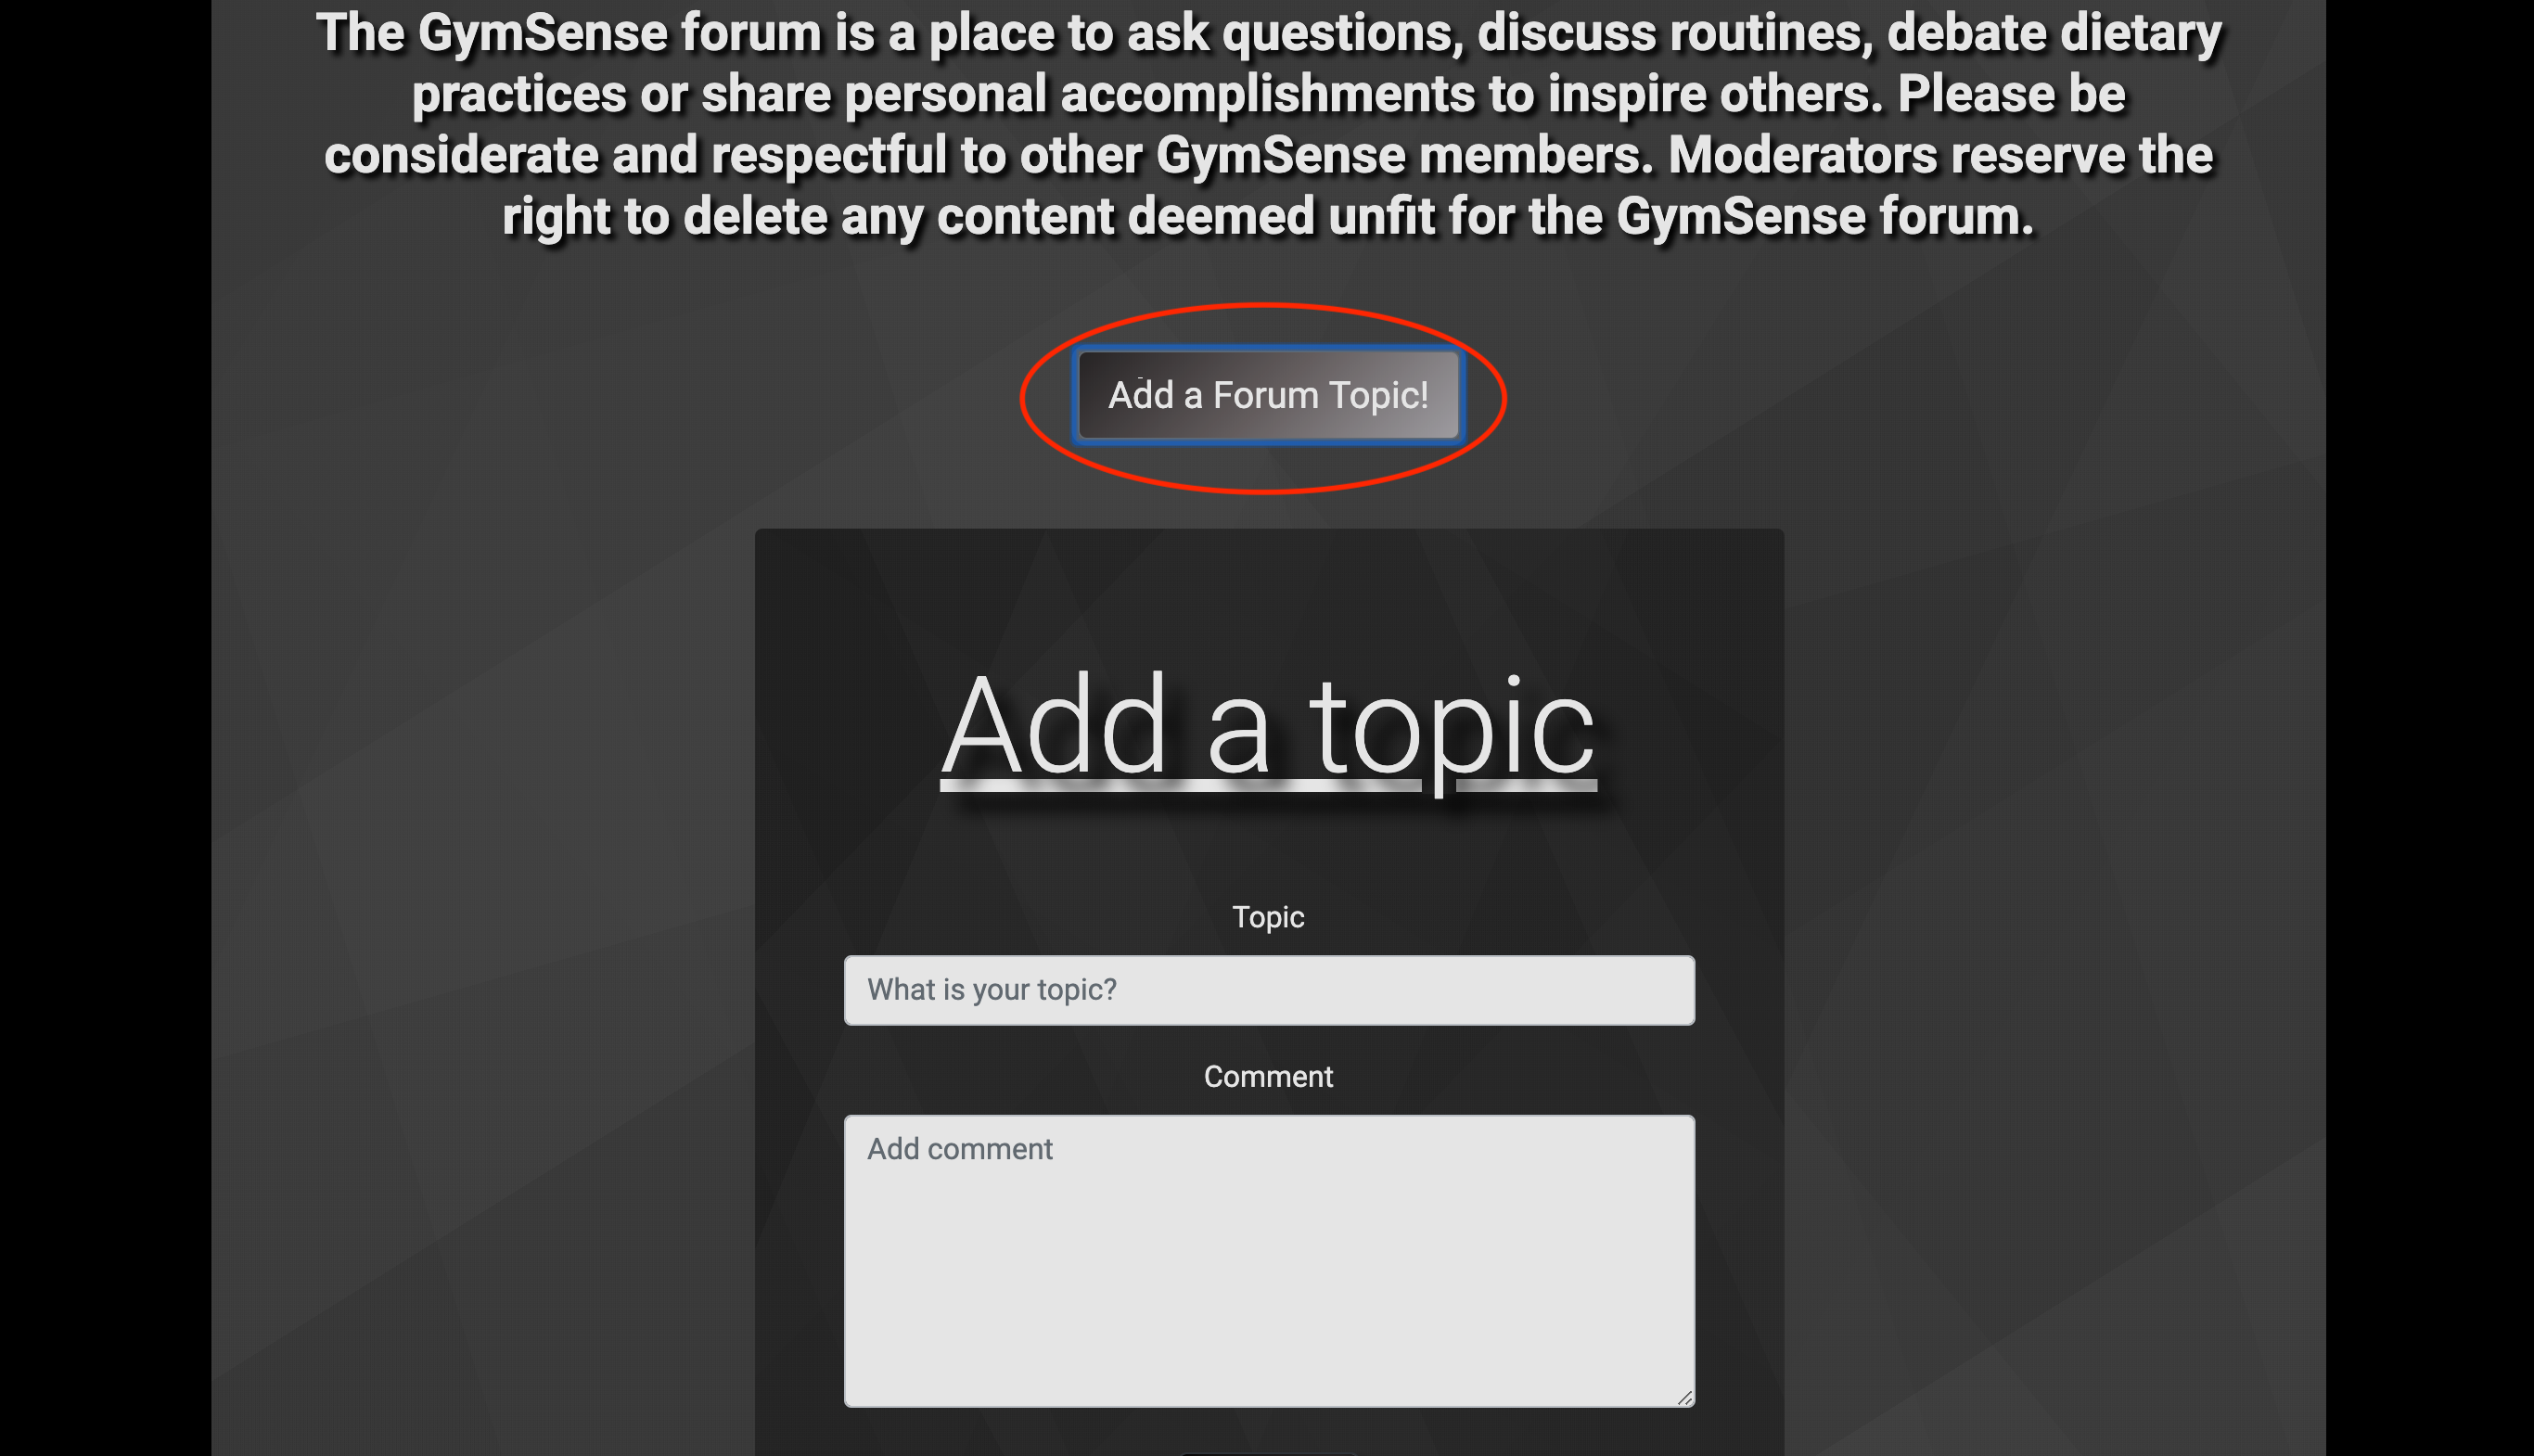 The GymSense forum is a place to ask questions, discuss routines, debate dietary
practices or share personal accomplishments to inspire others. Please be
considerate and respectful to other GymSense members. Moderators reserve the
right to delete any content deemed unfit for the GymSense forum.
Add a Forum Topic!
Add a topic
Topic
What is your topic?
Comment
Add comment